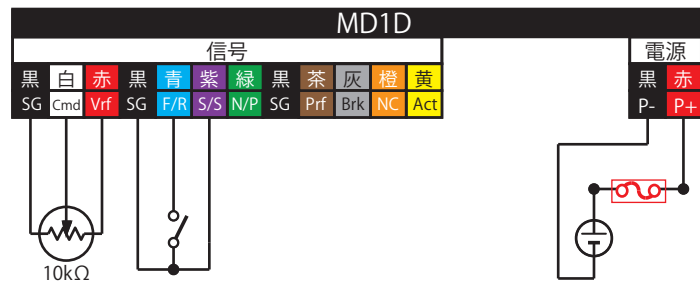 MD1D
信号 電源
黒 白 赤 黒 青 紫 緑 黒 茶 灰 橙 黄 黒 赤
SG Cmd Vrf SG F/R S/S N/P SG Prf Brk NC Act P- P+
10kΩ